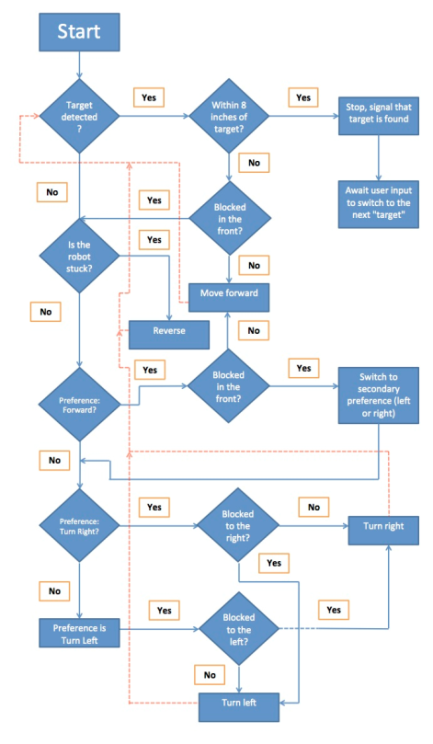 Start
Target
detected
?
Yes
Within 8
inches of
target?
Yes
Stop, signal that
target is found
No
Await user input
to switch to the
next "target"
No
Yes
Blocked
in the
front?
Is the
robot
stuck?
Yes
No
Move forward
No
Reverse
No
Yes
Preference:
Forward?
Blocked
in the
front?
Yes
Switch to
secondary
preference (left
or right)
No
Preference:
Turn Right?
Yes
Blocked
to the
right?
No
Turn right
Yes
No
Preference is
Turn Left
Yes
Blocked
to the
left?
Yes
No
Turn left